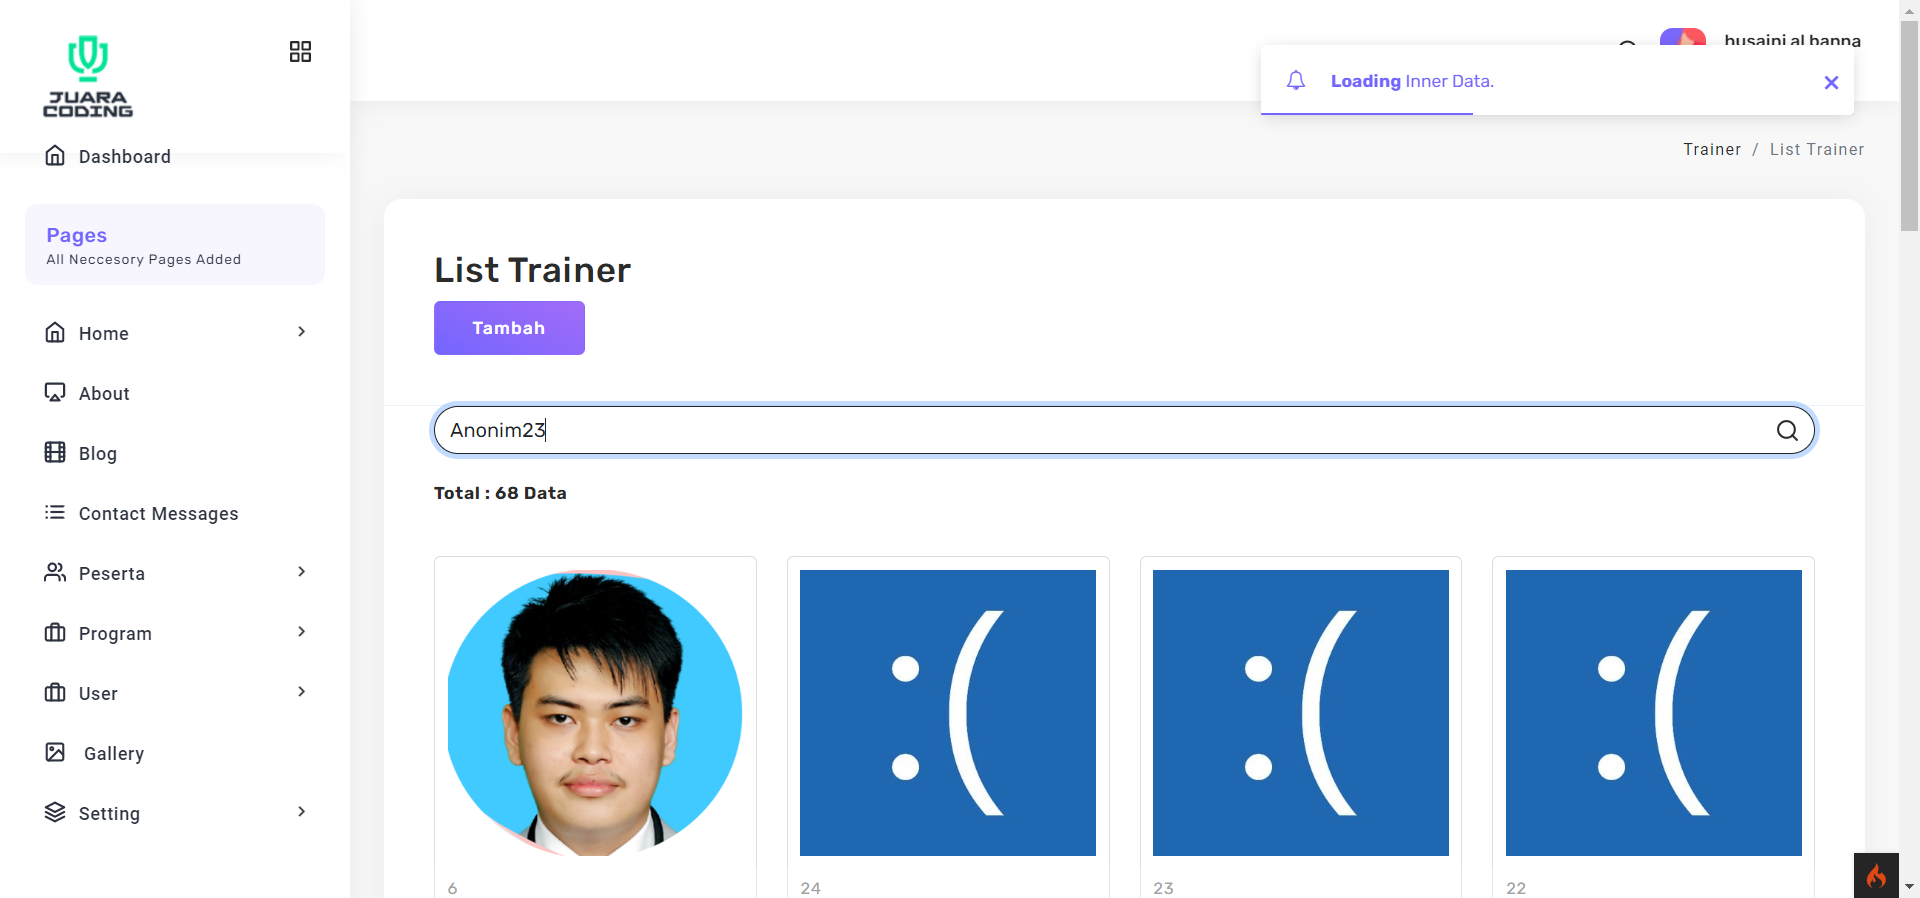 JUARA
CODING
Dashboard
Pages
All Neccesory Pages Added
Home
About
Blog
Contact Messages
Peserta
Program
User
Gallery
Setting
husaini al banna
Loading Inner Data.
Trainer / List Trainer
List Trainer
Tambah
Anonim23
Total : 68 Data
:( :( :(
6 24 23 22